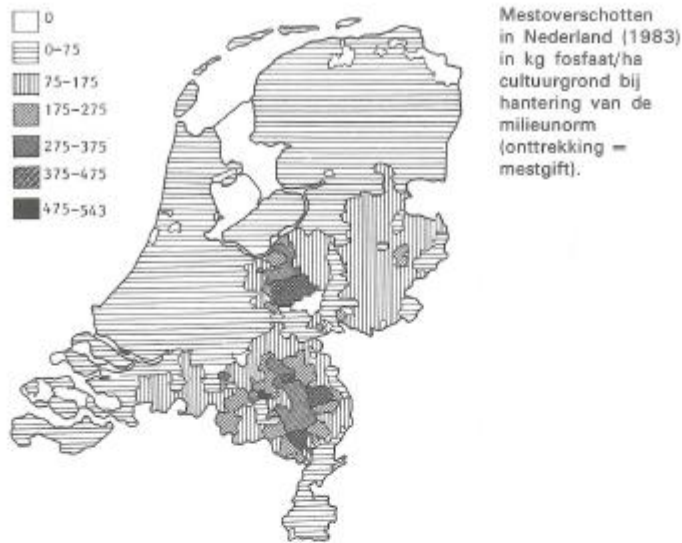 0
0-75
75-175
175-275
275-375
375-475
475-543
Mestoverschotten
in Nederland (1983)
in kg fosfaat/ha
cultuurgrond bij
hantering van de
milieunorm
(onttrekking =
mestgift).